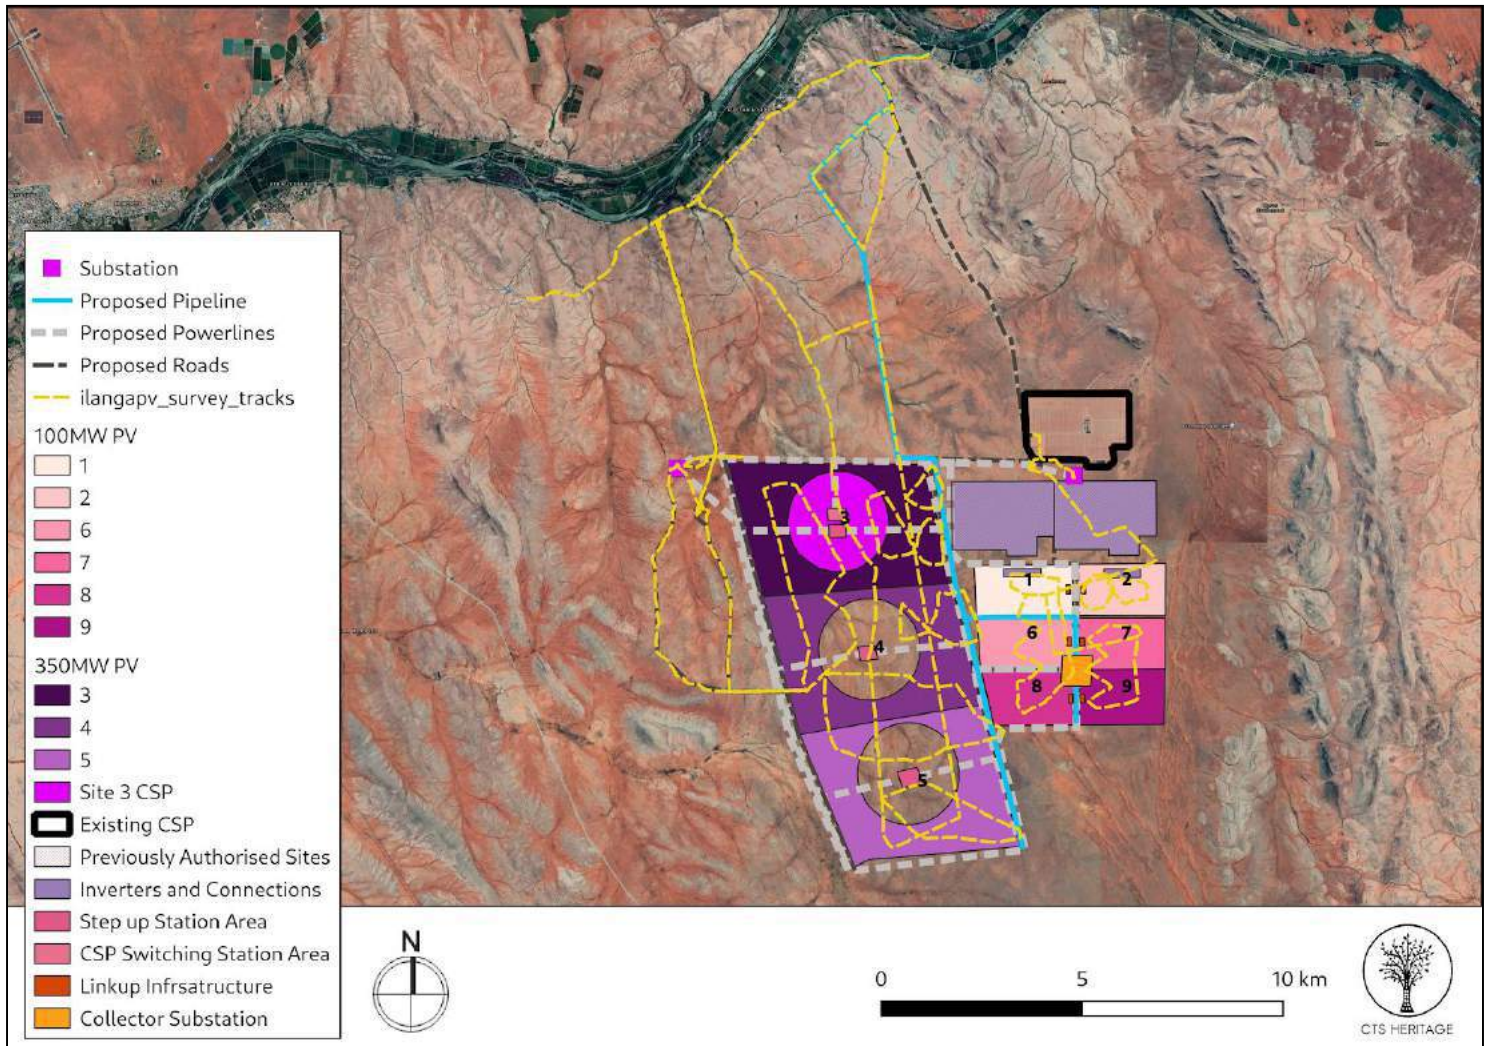 Substation
Proposed Pipeline
Proposed Powerlines
Proposed Roads
ilangapv_survey_tracks
100MW PV
1
2
6
7
8
9
350MW PV
3
4
5
Site 3 CSP
Existing CSP
Previously Authorised Sites
Inverters and Connections
Step up Station Area
CSP Switching Station Area
Linkup Infrsatructure
Collector Substation
3
1
2
4
6
7
8
9
5
N
0 5 10 km
CTS HERITAGE